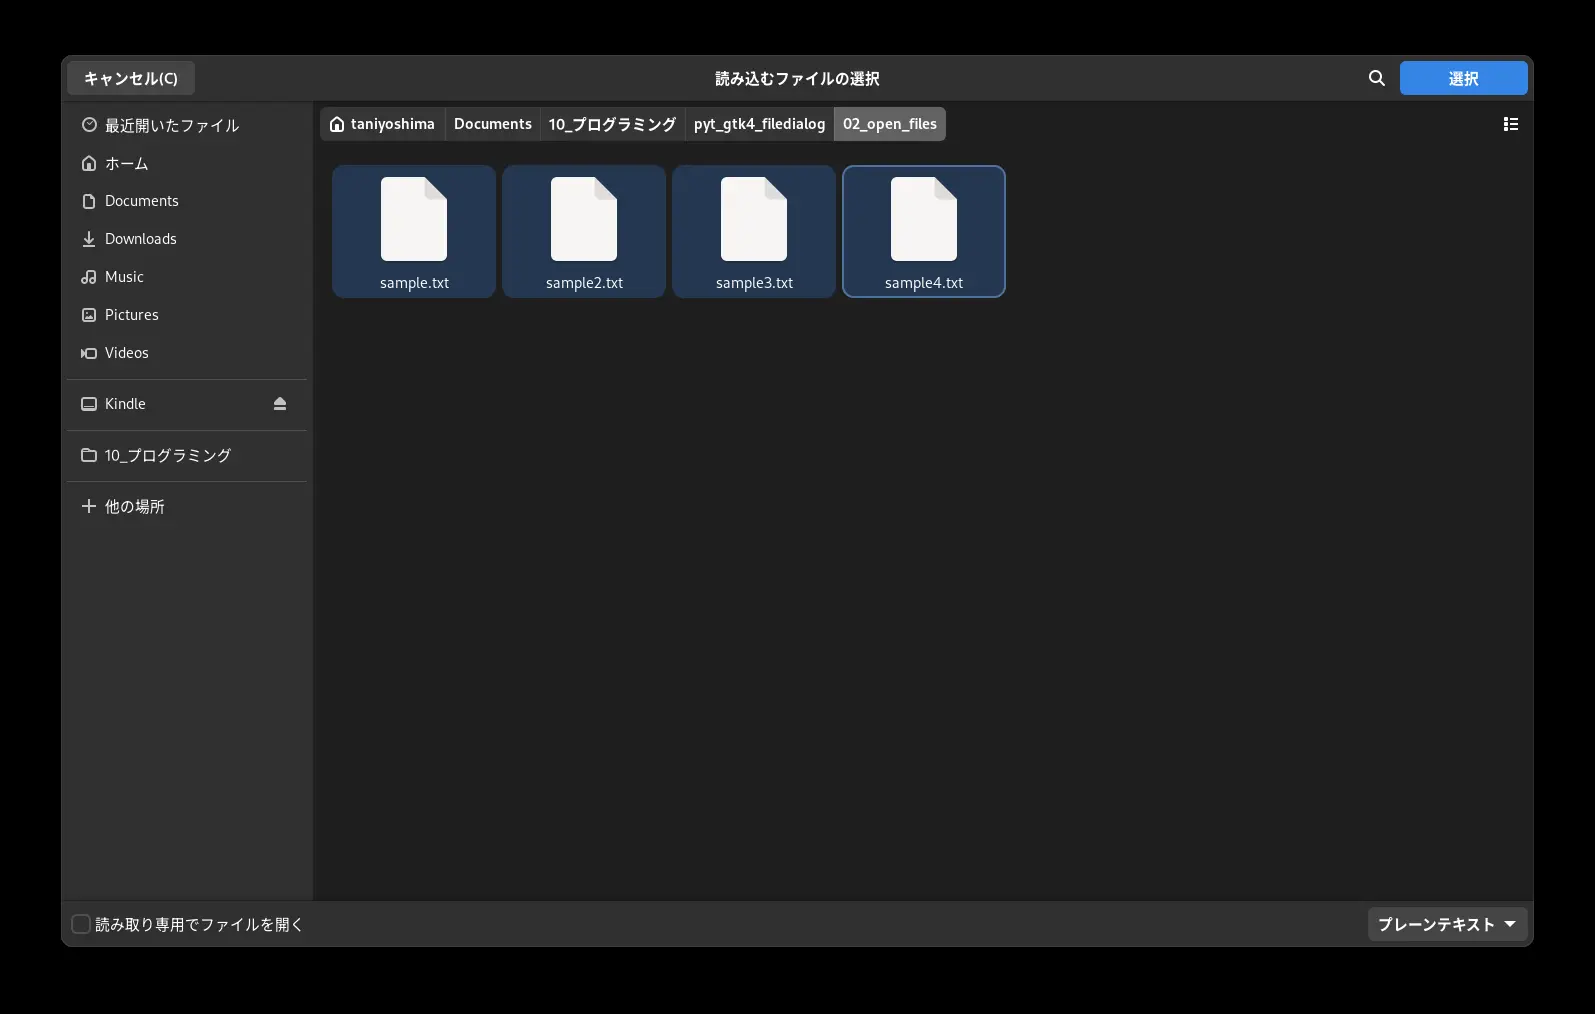 キャンセル(C)
読み込むファイルの選択
選択
最近開いたファイル
ホーム
Documents
Downloads
Music
Pictures
Videos
Kindle
10_プログラミング
他の場所
taniyoshima
Documents
10_プログラミング
pyt_gtk4_filedialog
02_open_files
sample.txt
sample2.txt
sample3.txt
sample4.txt
読み取り専用でファイルを開く
プレーンテキスト